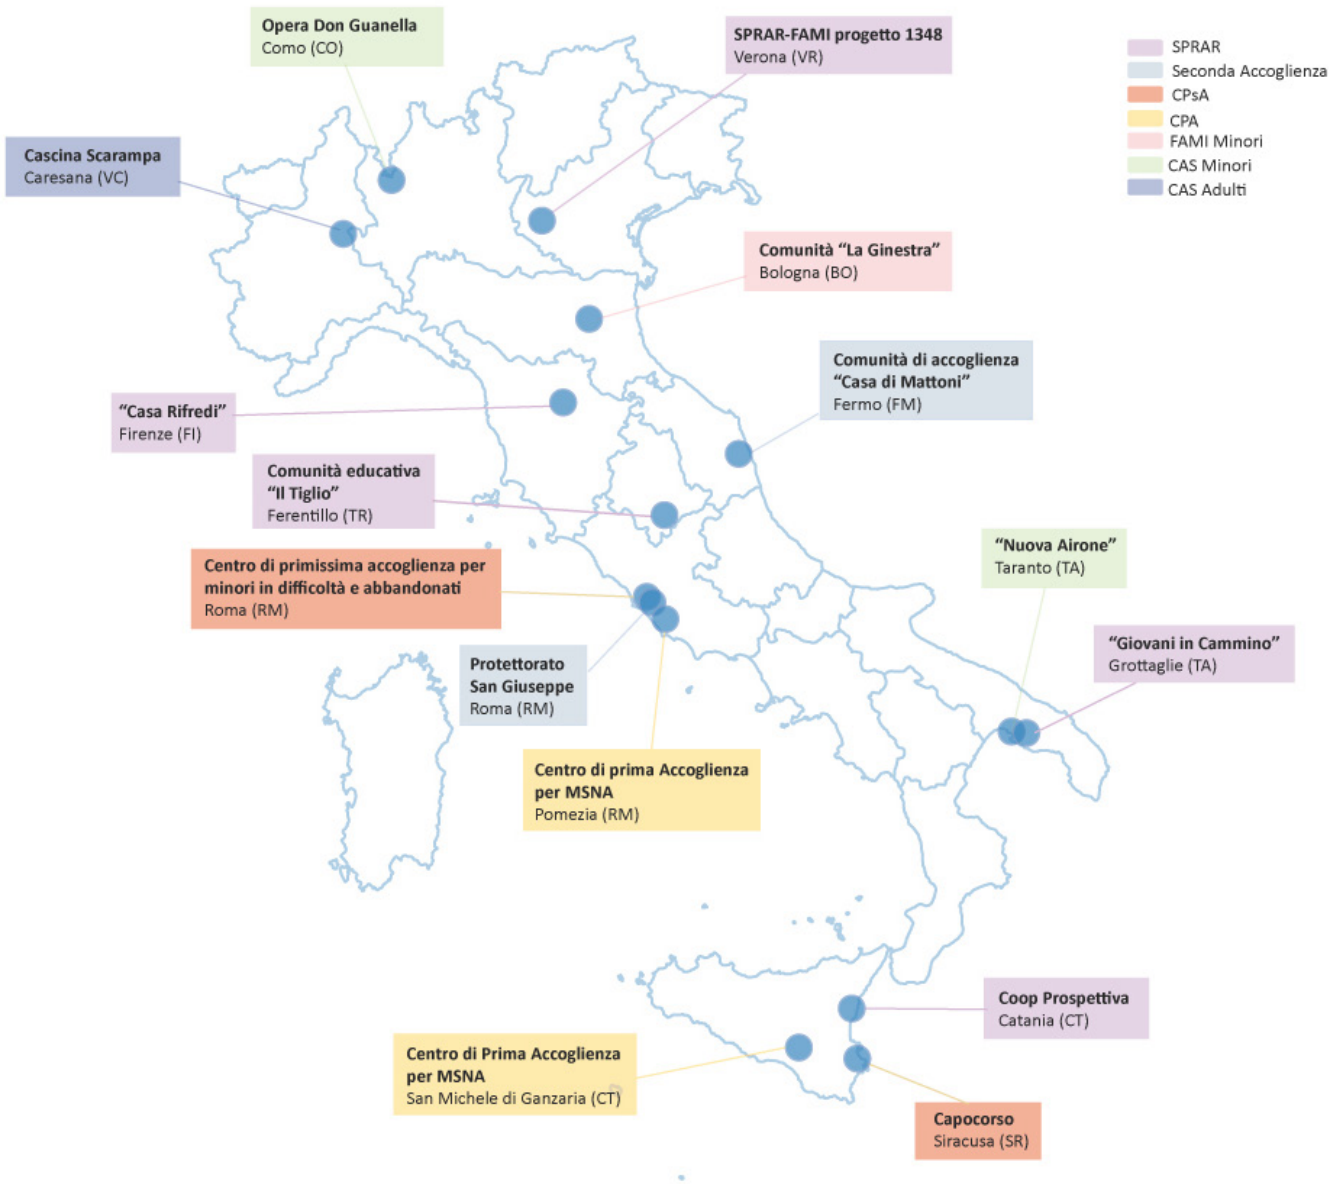 Opera Don Guanella
Como (CO)
SPRAR-FAMI progetto 1348
Verona (VR)
SPRAR
Seconda Accoglienza
CPsA
CPA
FAMI Minori
CAS Minori
CAS Adulti
Cascina Scarampa
Caresana (VC)
Comunità “La Ginestra”
Bologna (BO)
Comunità di accoglienza
“Casa di Mattoni”
Fermo (FM)
“Casa Rifredi”
Firenze (FI)
Comunità educativa
“Il Tiglio”
Ferentillo (TR)
Centro di primissima accoglienza per
minori in difficoltà e abbandonati
Roma (RM)
“Nuova Airone”
Taranto (TA)
“Giovani in Cammino”
Grottaglie (TA)
Protettorato
San Giuseppe
Roma (RM)
Centro di prima Accoglienza
per MSNA
Pomezia (RM)
Coop Prospettiva
Catania (CT)
Centro di Prima Accoglienza
per MSNA
San Michele di Ganzaria (CT)
Capocorso
Siracusa (SR)